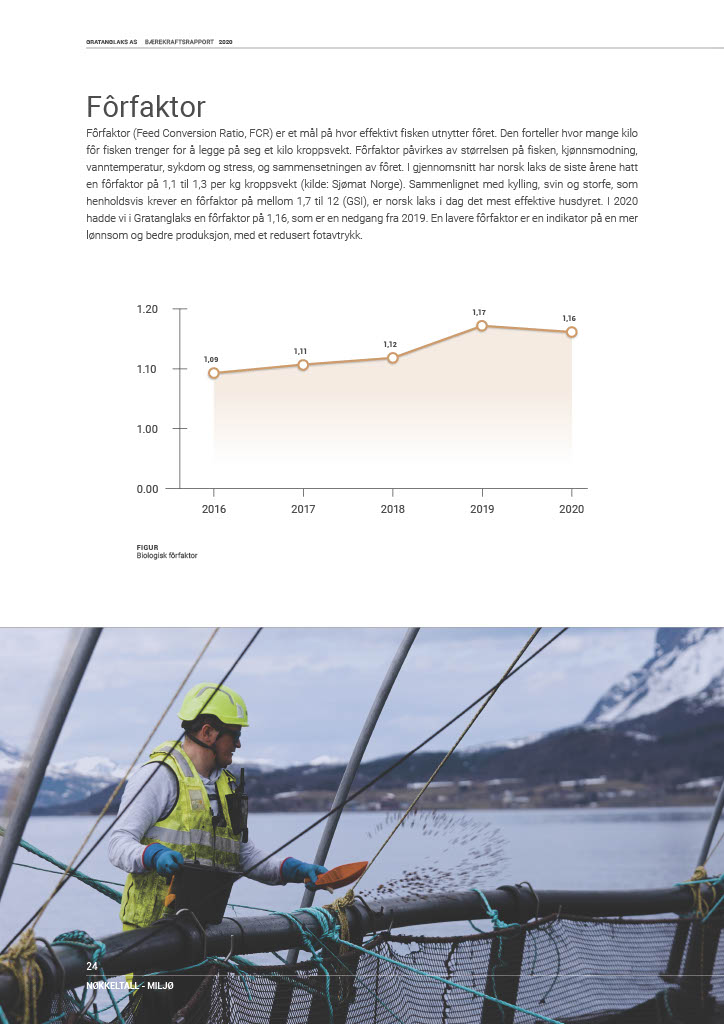 GRATANGLAKS AS BÆREKRAFTSRAPPORT 2020
Fôrfaktor
Fôrfaktor (Feed Conversion Ratio, FCR) er et mål på hvor effektivt fisken utnytter fôret. Den forteller hvor mange kilo
fôr fisken trenger for å legge på seg et kilo kroppsvekt. Fôrfaktor påvirkes av størrelsen på fisken, kjønnsmodning,
vanntemperatur, sykdom og stress, og sammensetningen av fôret. I gjennomsnitt har norsk laks de siste årene hatt
en fôrfaktor på 1,1 til 1,3 per kg kroppsvekt (kilde: Sjømat Norge). Sammenlignet med kylling, svin og storfe, som
henholdsvis krever en fôrfaktor på mellom 1,7 til 12 (GSI), er norsk laks i dag det mest effektive husdyret. I 2020
hadde vi i Gratanglaks en fôrfaktor på 1,16, som er en nedgang fra 2019. En lavere fôrfaktor er en indikator på en mer
lønnsom og bedre produksjon, med et redusert fotavtrykk.
1.20
1.10
1.00
0.00
1,09
1,11
1,12
1,17
1,16
2016 2017 2018 2019 2020
FIGUR
Biologisk fôrfaktor
24
NØKKELTALL - MILJØ